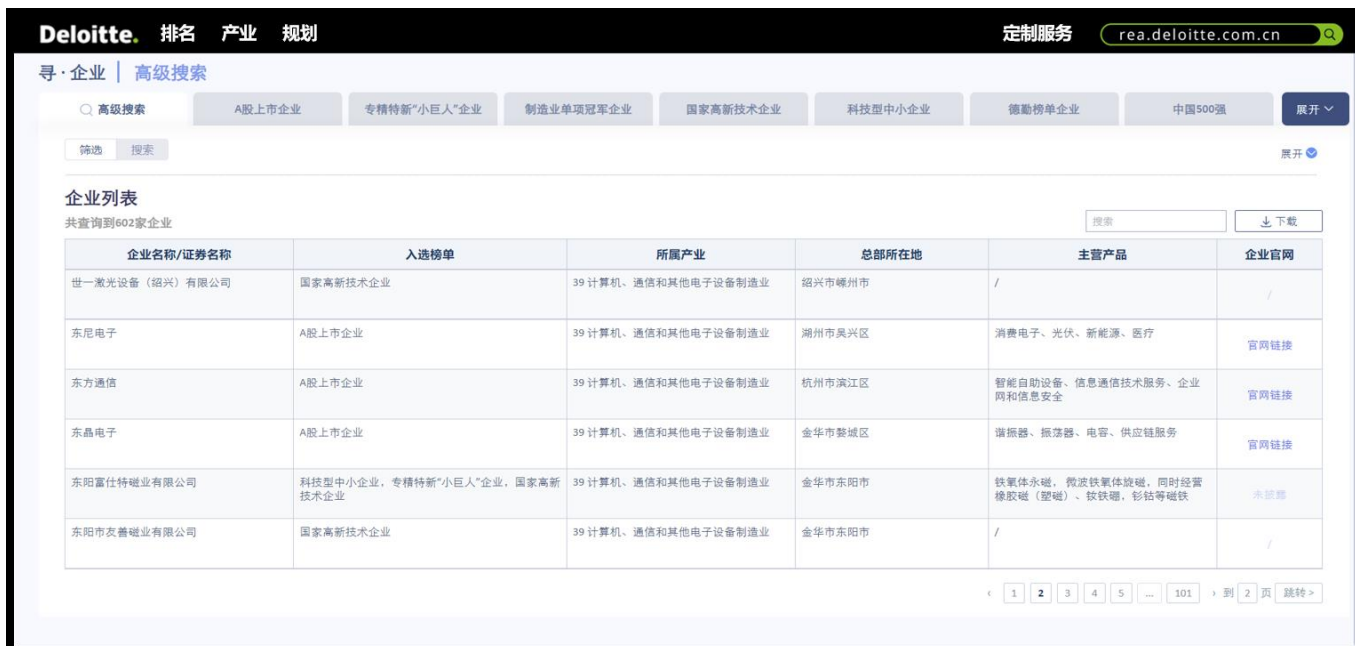 Deloitte. 排名 产业 规划 定制服务 rea.deloitte.com.cn
寻·企业 | 高级搜索
高级搜索 A股上市企业 专精特新“小巨人”企业 制造业单项冠军企业 国家高新技术企业 科技型中小企业 德勤榜单企业 中国500强 展开
筛选 搜索 展开
企业列表
共查询到602家企业 搜索 下载
企业名称/证券名称 入选榜单 所属产业 总部所在地 主营产品 企业官网
世一激光设备（绍兴）有限公司 国家高新技术企业 39 计算机、通信和其他电子设备制造业 绍兴市嵊州市 / /
东尼电子 A股上市企业 39 计算机、通信和其他电子设备制造业 湖州市吴兴区 消费电子、光伏、新能源、医疗 官网链接
东方通信 A股上市企业 39 计算机、通信和其他电子设备制造业 杭州市滨江区 智能自助设备、信息通信技术服务、企业
网和信息安全 官网链接
东晶电子 A股上市企业 39 计算机、通信和其他电子设备制造业 金华市婺城区 谐振器、振荡器、电容、供应链服务 官网链接
东阳富仕特磁业有限公司 科技型中小企业，专精特新“小巨人”企业，国家高新 39 计算机、通信和其他电子设备制造业 金华市东阳市 铁氧体永磁，微波铁氧体旋磁，同时经营
技术企业 橡胶磁（塑磁）、钕铁硼，钐钴等磁铁 未披露
东阳市友善磁业有限公司 国家高新技术企业 39 计算机、通信和其他电子设备制造业 金华市东阳市 / /
‹ 1 2 3 4 5 ... 101 › 到 2 页 跳转 >